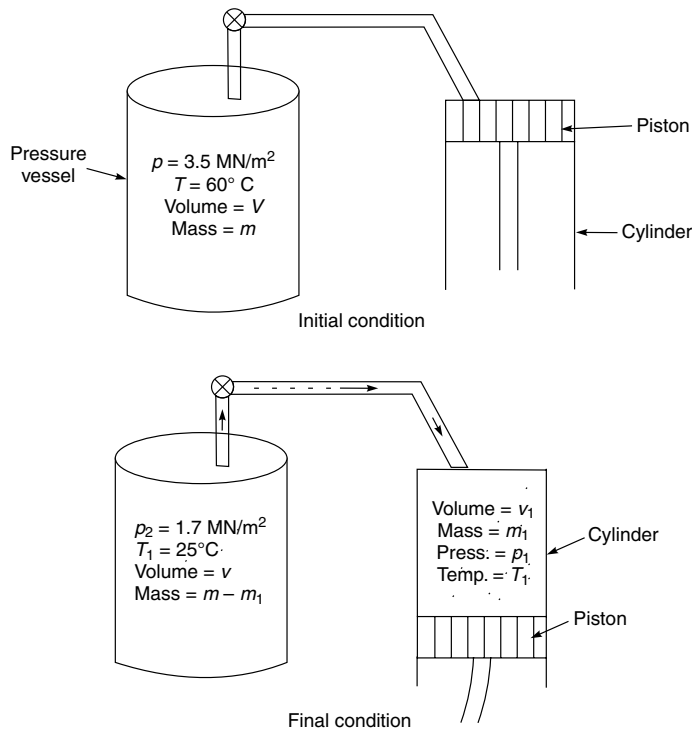 Pressure
vessel
p = 3.5 MN/m²
T = 60° C
Volume = V
Mass = m
Piston
Cylinder
Initial condition
p₂ = 1.7 MN/m²
T₁ = 25°C
Volume = v
Mass = m – m₁
Volume = v₁
Mass = m₁
Press. = p₁
Temp. = T₁
Cylinder
Piston
Final condition